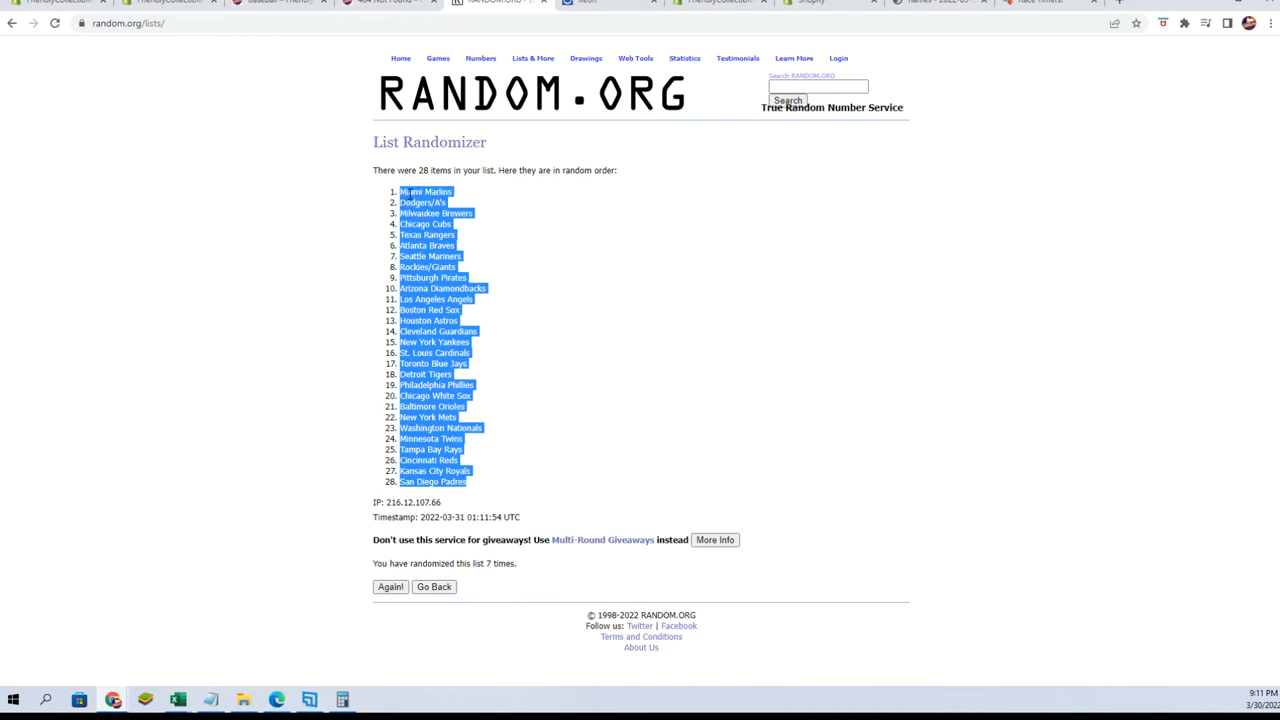 random.org/lists/
Home Games Numbers Lists & More Drawings Web Tools Statistics Testimonials Learn More Login
RANDOM.ORG
Search RANDOM.ORG
Search
True Random Number Service
List Randomizer
There were 28 items in your list. Here they are in random order:
1. Miami Marlins
2. Dodgers/A's
3. Milwaukee Brewers
4. Chicago Cubs
5. Texas Rangers
6. Atlanta Braves
7. Seattle Mariners
8. Rockies/Giants
9. Pittsburgh Pirates
10. Arizona Diamondbacks
11. Los Angeles Angels
12. Boston Red Sox
13. Houston Astros
14. Cleveland Guardians
15. New York Yankees
16. St. Louis Cardinals
17. Toronto Blue Jays
18. Detroit Tigers
19. Philadelphia Phillies
20. Chicago White Sox
21. Baltimore Orioles
22. New York Mets
23. Washington Nationals
24. Minnesota Twins
25. Tampa Bay Rays
26. Cincinnati Reds
27. Kansas City Royals
28. San Diego Padres
IP: 216.12.107.66
Timestamp: 2022-03-31 01:11:54 UTC
Don't use this service for giveaways! Use Multi-Round Giveaways instead More Info
You have randomized this list 7 times.
Again! Go Back
© 1998-2022 RANDOM.ORG
Follow us: Twitter | Facebook
Terms and Conditions
About Us
9:11 PM
3/30/202